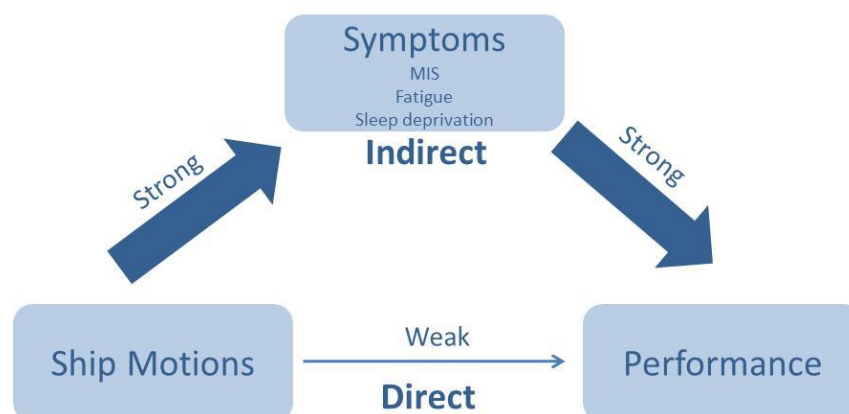 Symptoms
MIS
Fatigue
Sleep deprivation
Indirect
Strong
Strong
Ship Motions
Weak
Direct
Performance